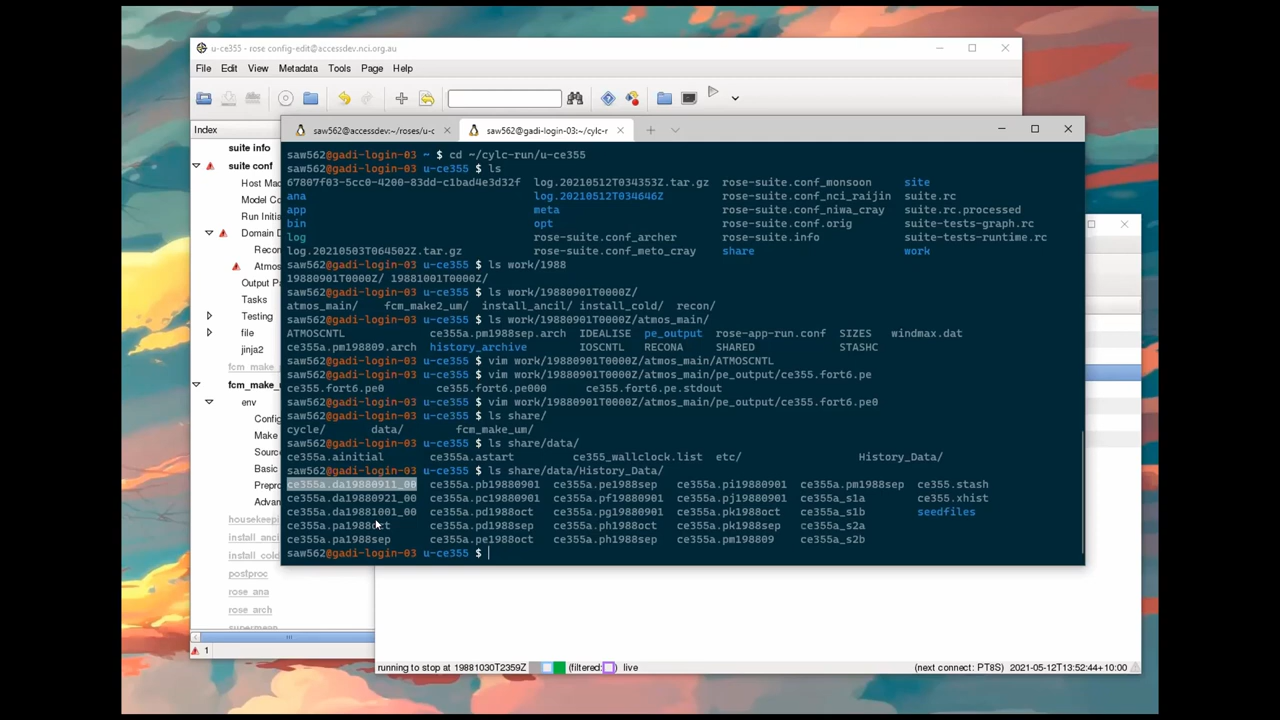 u-ce355 - rose config-edit@accessdev.nci.org.au
File Edit View Metadata Tools Page Help
Index
suite info
suite conf
Host Mac
Model Co
Run Initia
Domain D
Recon
Atmos
Output P
Tasks
Testing
file
jinja2
fcm_make
fcm_make_u
env
Config
Make
Source
Basic
Prepro
Advan
housekeepi
install_anci
install_cold
postproc
rose_ana
rose_arch
supermean
1
saw562@accessdev:~/roses/u-c
saw562@gadi-login-03:~/cylc-r
saw562@gadi-login-03 ~ $ cd ~/cylc-run/u-ce355
saw562@gadi-login-03 u-ce355 $ ls
67807f03-5cc0-4200-83dd-c1bad4e3d32f log.20210512T034353Z.tar.gz rose-suite.conf_monsoon site
ana log.20210512T034646Z rose-suite.conf_nci_raijin suite.rc
app meta rose-suite.conf_niwa_cray suite.rc.processed
bin opt rose-suite.conf.orig suite-tests-graph.rc
log rose-suite.conf_archer rose-suite.info suite-tests-runtime.rc
log.20210503T064502Z.tar.gz rose-suite.conf_meto_cray share work
saw562@gadi-login-03 u-ce355 $ ls work/1988
19880901T0000Z/ 19881001T0000Z/
saw562@gadi-login-03 u-ce355 $ ls work/19880901T0000Z/
atmos_main/ fcm_make2_um/ install_ancil/ install_cold/ recon/
saw562@gadi-login-03 u-ce355 $ ls work/19880901T0000Z/atmos_main/
ATMOSCNTL ce355a.pm1988sep.arch IDEALISE pe_output rose-app-run.conf SIZES windmax.dat
ce355a.pm198809.arch history_archive IOSCNTL RECONA SHARED STASHC
saw562@gadi-login-03 u-ce355 $ vim work/19880901T0000Z/atmos_main/ATMOSCNTL
saw562@gadi-login-03 u-ce355 $ vim work/19880901T0000Z/atmos_main/pe_output/ce355.fort6.pe
ce355.fort6.pe0 ce355.fort6.pe000 ce355.fort6.pe.stdout
saw562@gadi-login-03 u-ce355 $ vim work/19880901T0000Z/atmos_main/pe_output/ce355.fort6.pe0
saw562@gadi-login-03 u-ce355 $ ls share/
cycle/ data/ fcm_make_um/
saw562@gadi-login-03 u-ce355 $ ls share/data/
ce355a.ainitial ce355a.astart ce355_wallclock.list etc/ History_Data/
saw562@gadi-login-03 u-ce355 $ ls share/data/History_Data/
ce355a.da19880911_00 ce355a.pb19880901 ce355a.pe1988sep ce355a.pi19880901 ce355a.pm1988sep ce355.stash
ce355a.da19880921_00 ce355a.pc19880901 ce355a.pf19880901 ce355a.pj19880901 ce355a_s1a ce355.xhist
ce355a.da19881001_00 ce355a.pd1988oct ce355a.pg19880901 ce355a.pk1988oct ce355a_s1b seedfiles
ce355a.pa1988oct ce355a.pd1988sep ce355a.ph1988oct ce355a.pk1988sep ce355a_s2a
ce355a.pa1988sep ce355a.pe1988oct ce355a.ph1988sep ce355a.pm198809 ce355a_s2b
saw562@gadi-login-03 u-ce355 $
running to stop at 19881030T2359Z (filtered: ) live (next connect: PT8S) 2021-05-12T13:52:44+10:00